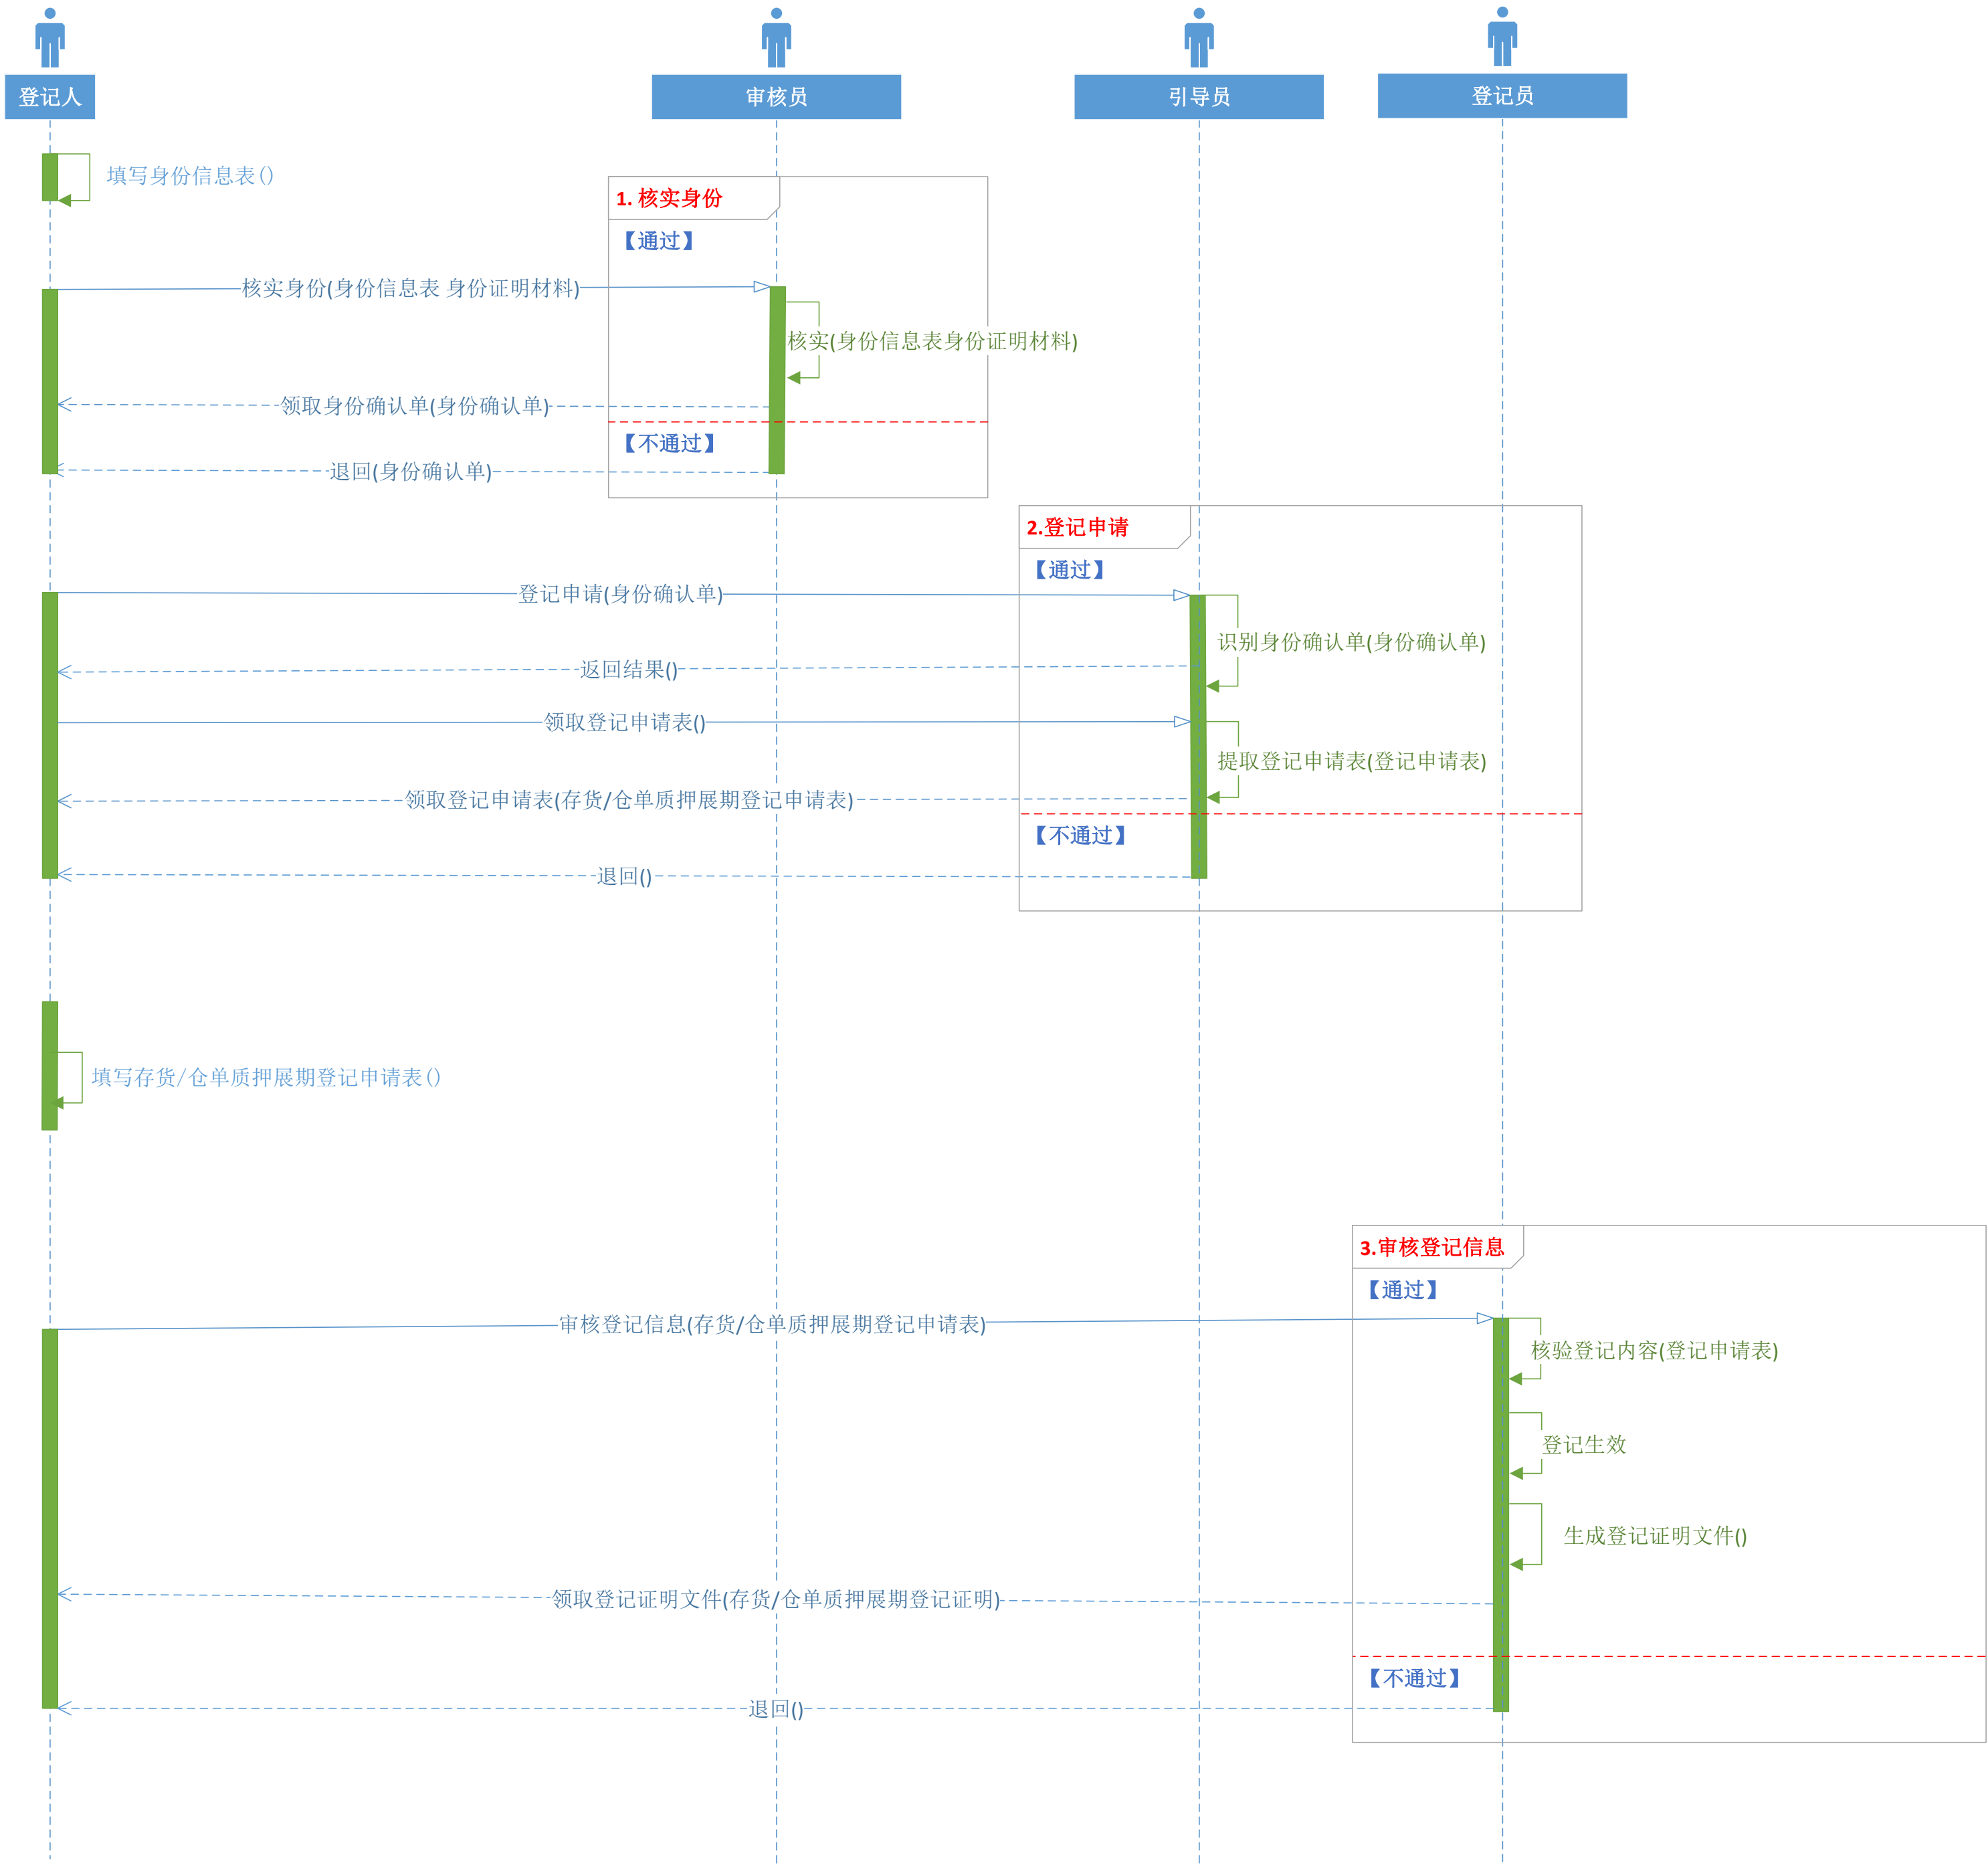 登记人
审核员
引导员
登记员
填写身份信息表()
1. 核实身份
【通过】
核实身份(身份信息表 身份证明材料)
核实(身份信息表身份证明材料)
领取身份确认单(身份确认单)
【不通过】
退回(身份确认单)
2.登记申请
【通过】
登记申请(身份确认单)
识别身份确认单(身份确认单)
返回结果()
领取登记申请表()
提取登记申请表(登记申请表)
领取登记申请表(存货/仓单质押展期登记申请表)
【不通过】
退回()
填写存货/仓单质押展期登记申请表()
3.审核登记信息
【通过】
审核登记信息(存货/仓单质押展期登记申请表)
核验登记内容(登记申请表)
登记生效
生成登记证明文件()
领取登记证明文件(存货/仓单质押展期登记证明)
【不通过】
退回()